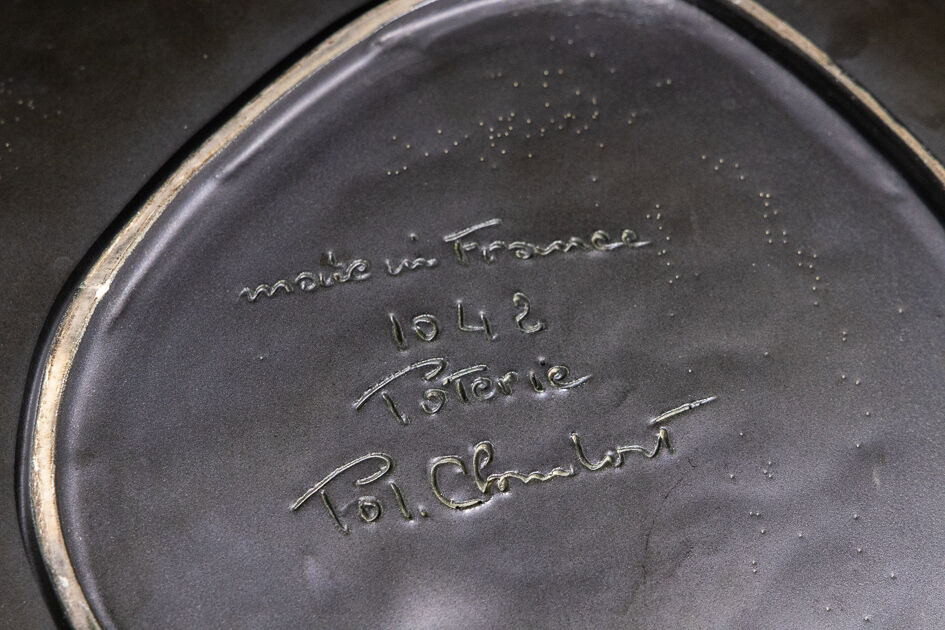 made in France
1042
Poterie
Pol. Chambost